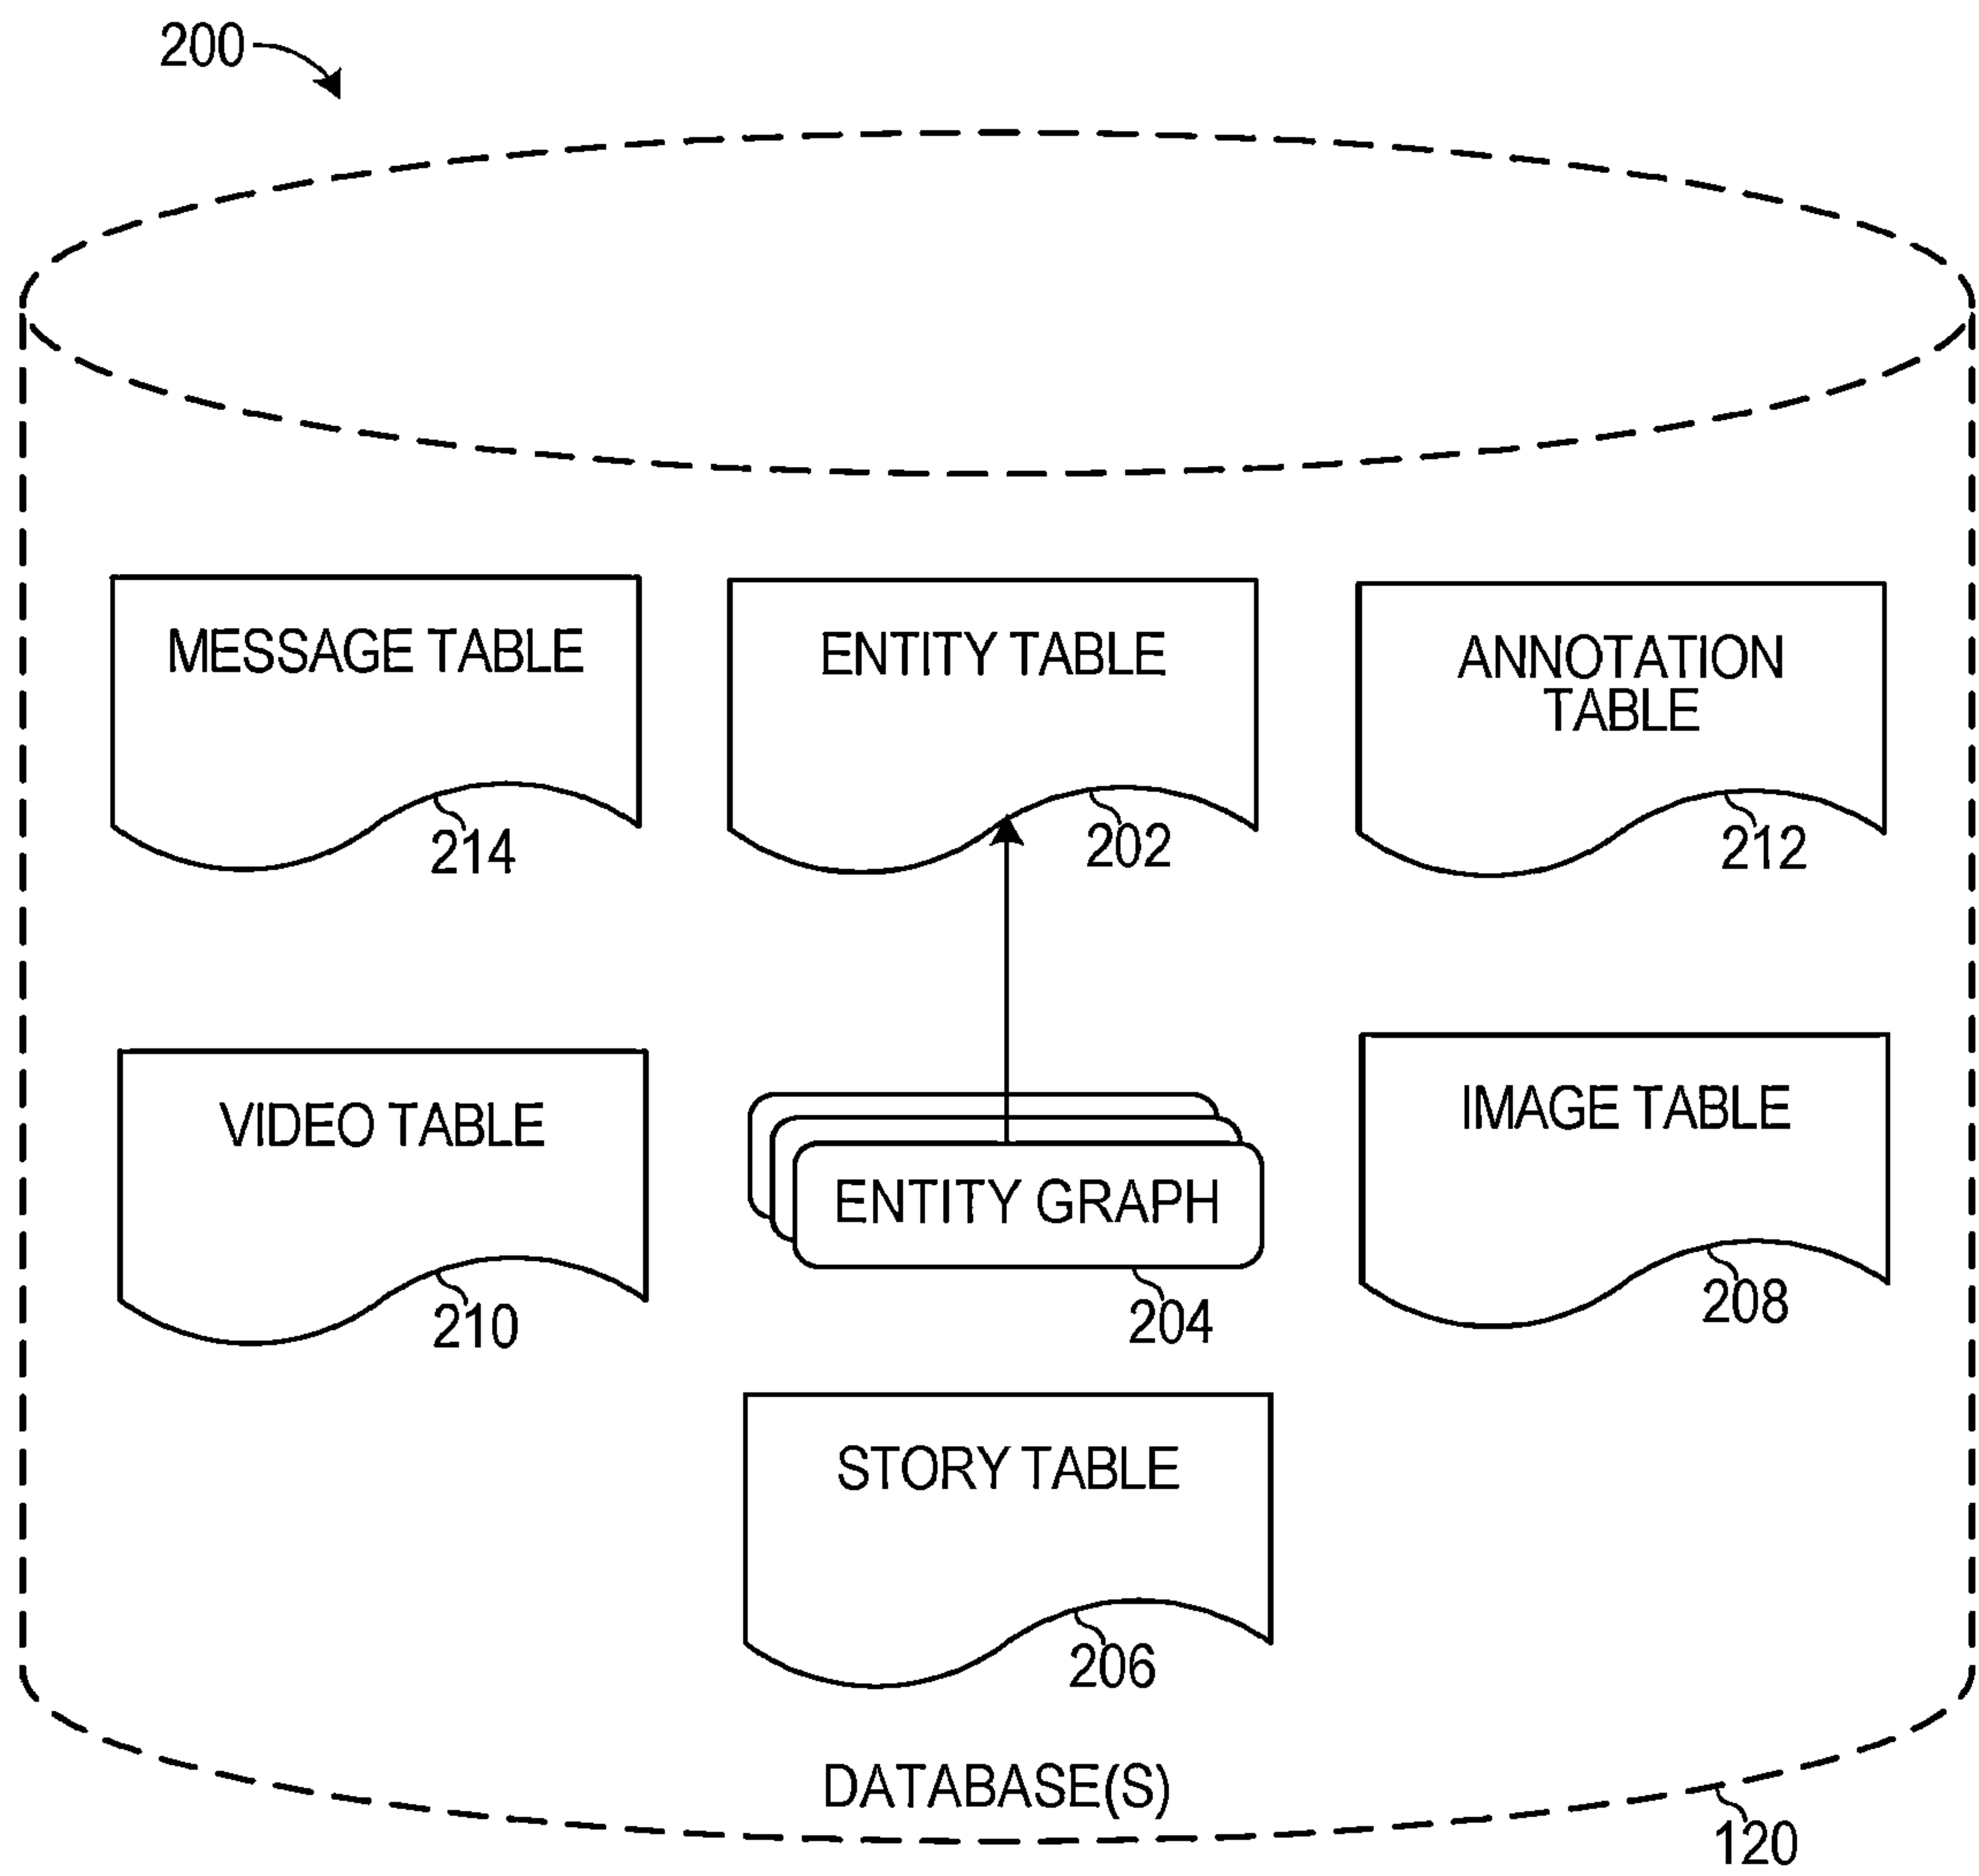 200
MESSAGE TABLE
214
ENTITY TABLE
202
ANNOTATION
TABLE
212
VIDEO TABLE
210
ENTITY GRAPH
204
IMAGE TABLE
208
STORY TABLE
206
DATABASE(S)
120